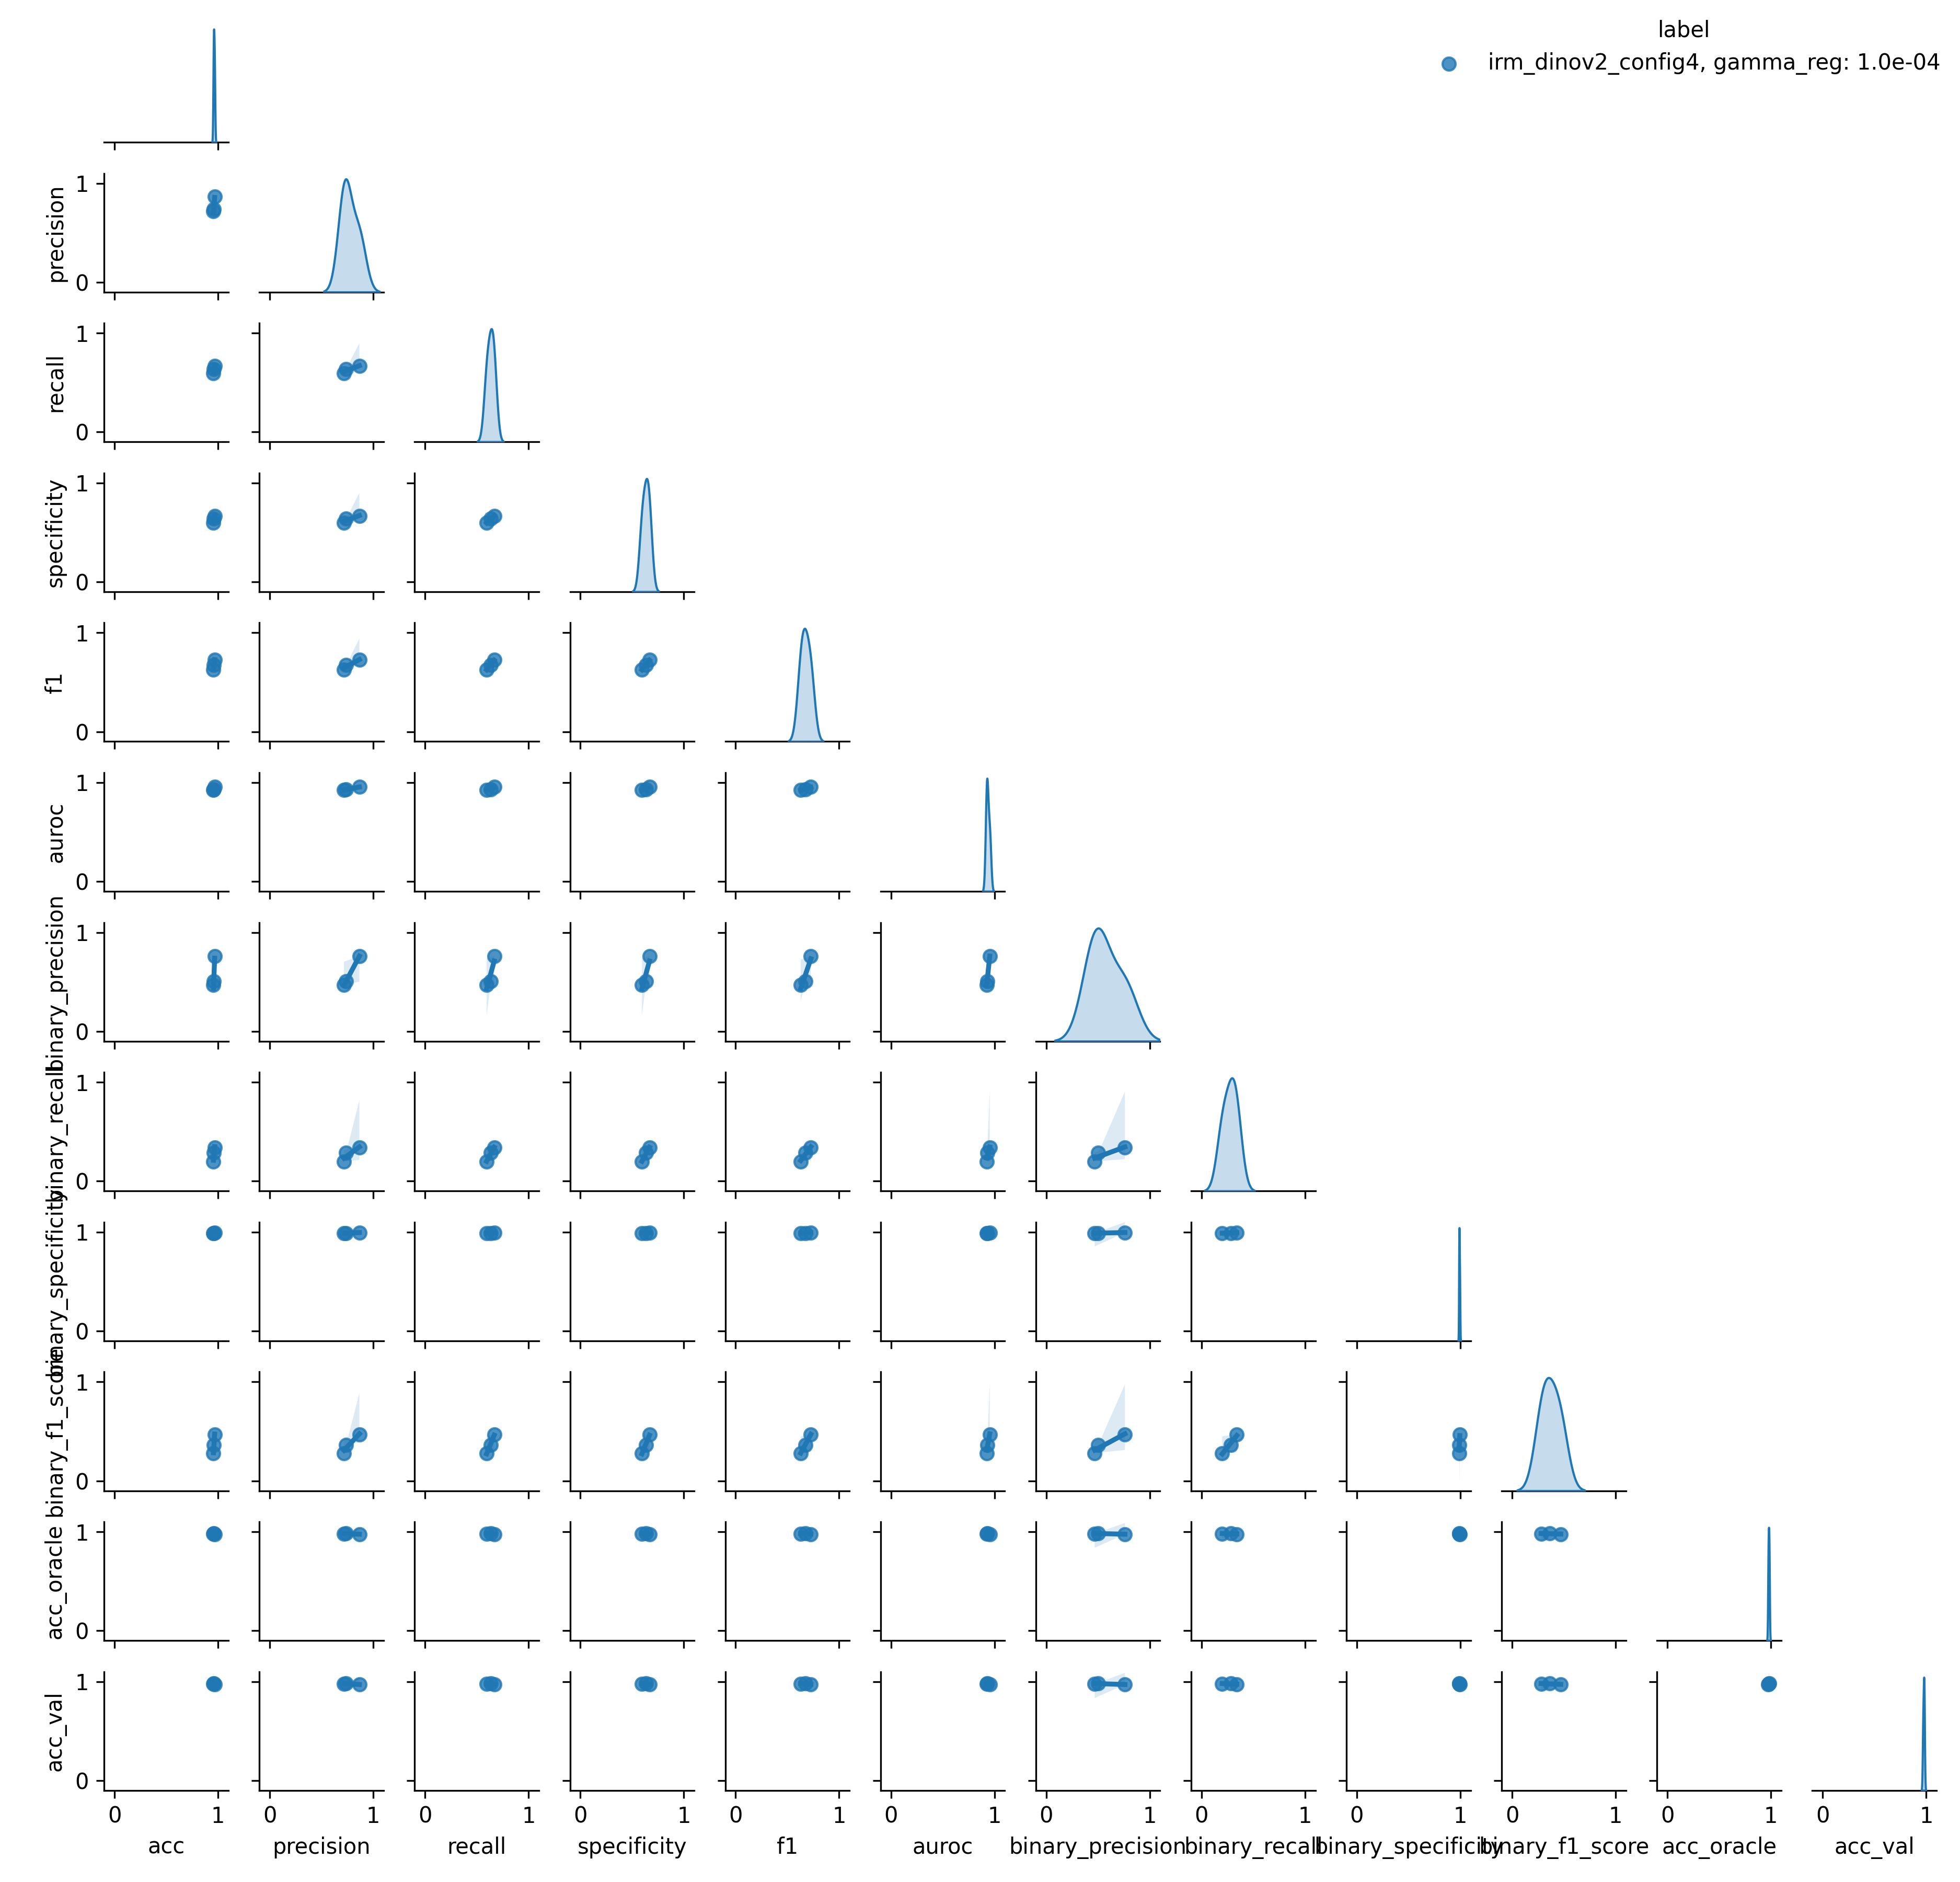 label
irm_dinov2_config4, gamma_reg: 1.0e-04
precision
1
0
recall
1
0
specificity
1
0
f1
1
0
auroc
1
0
binary_precision
1
0
binary_recall
1
0
binary_specificity
1
0
binary_f1_score
1
0
acc_oracle
1
0
acc_val
1
0
0 1 0 1 0 1 0 1 0 1 0 1 0 1 0 1 0 1 0 1 0 1 0 1
acc precision recall specificity f1 auroc binary_precision binary_recall binary_specificity binary_f1_score acc_oracle acc_val